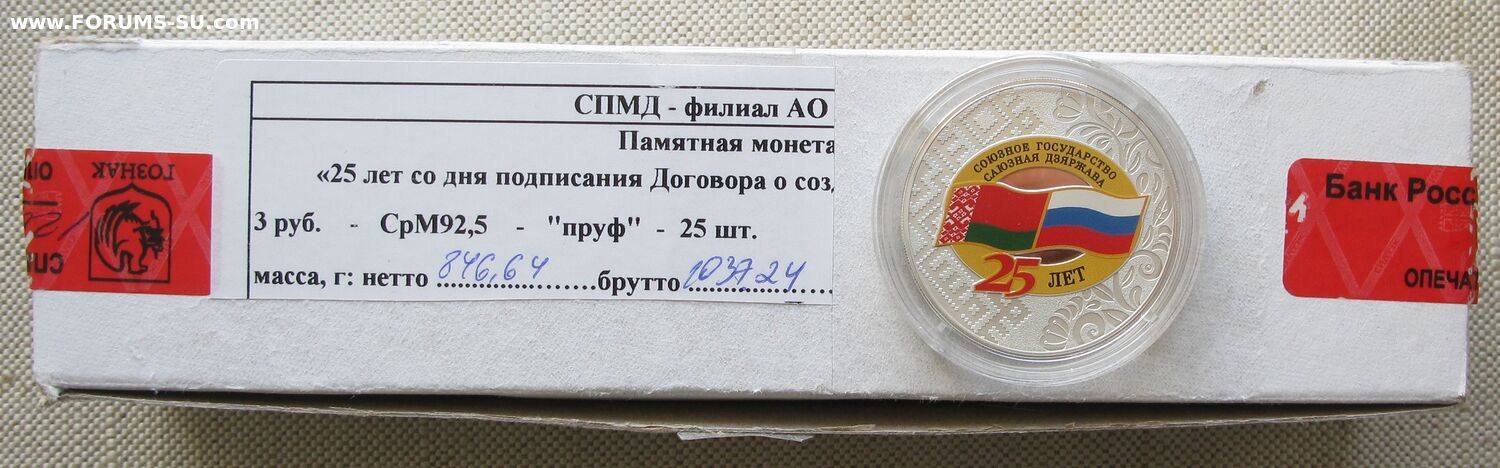 www.FORUMS-SU.com
СПМД - филиал АО
Памятная монета
«25 лет со дня подписания Договора о соз
3 руб. - СрМ92,5 - "пруф" - 25 шт.
масса, г: нетто 846,64 брутто 1037 24
ГОЗНАК
СОЮЗНОЕ ГОСУДАРСТВО
САЮЗНАЯ ДЗЯРЖАВА
25 ЛЕТ
Банк Росс
ОПЕЧА